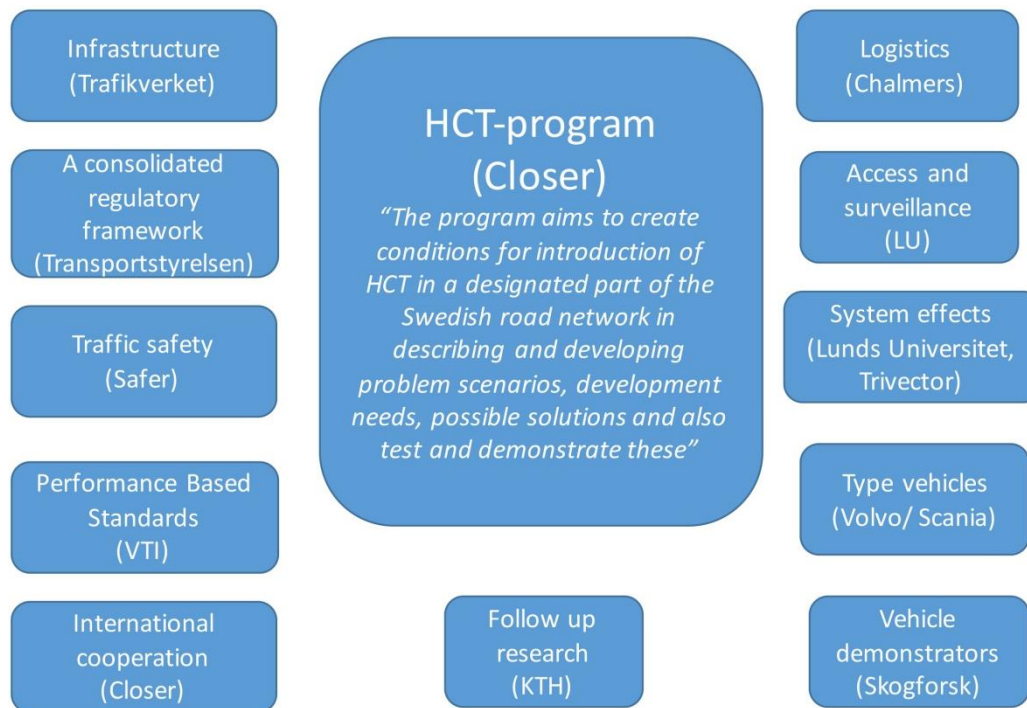 Infrastructure
(Trafikverket)
A consolidated
regulatory
framework
(Transportstyrelsen)
Traffic safety
(Safer)
Performance Based
Standards
(VTI)
International
cooperation
(Closer)
HCT-program
(Closer)
“The program aims to create
conditions for introduction of
HCT in a designated part of the
Swedish road network in
describing and developing
problem scenarios, development
needs, possible solutions and also
test and demonstrate these”
Follow up
research
(KTH)
Logistics
(Chalmers)
Access and
surveillance
(LU)
System effects
(Lunds Universitet,
Trivector)
Type vehicles
(Volvo/ Scania)
Vehicle
demonstrators
(Skogforsk)